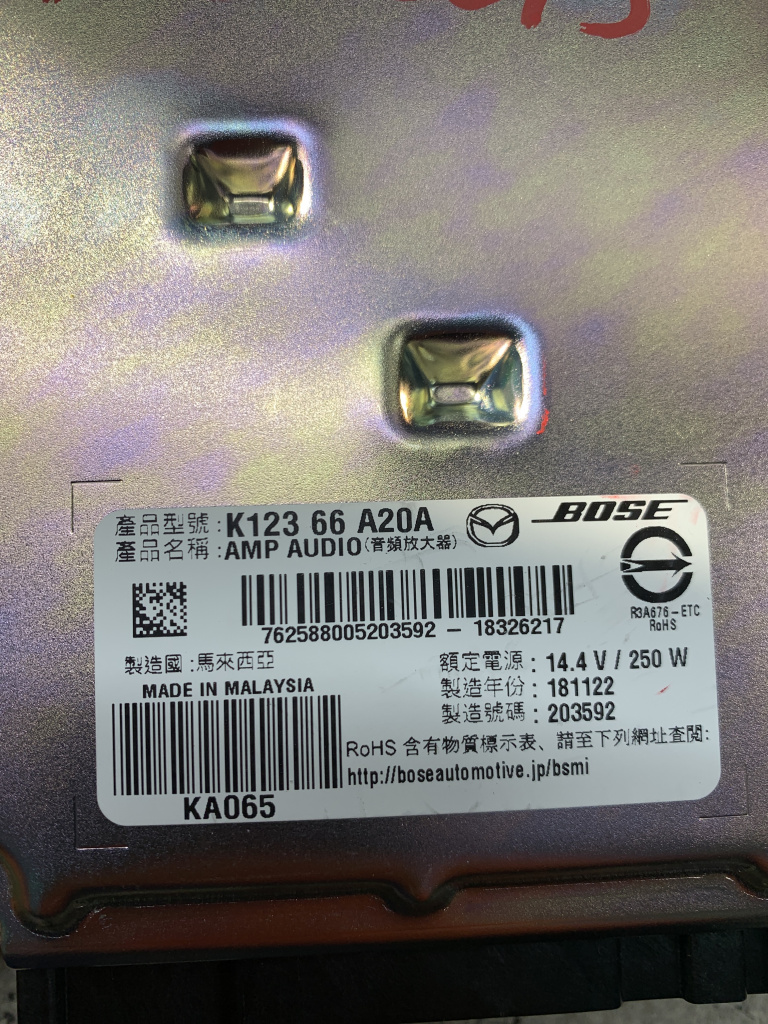 產品型號:K123 66 A20A
BOSE
產品名稱:AMP AUDIO(音頻放大器)
R3A676-ETC
RoHS
762588005203592 - 18326217
製造國:馬來西亞
MADE IN MALAYSIA
額定電源:14.4 V / 250 W
製造年份:181122
製造號碼:203592
RoHS 含有物質標示表、請至下列網址查閱:
http://boseautomotive.jp/bsmi
KA065